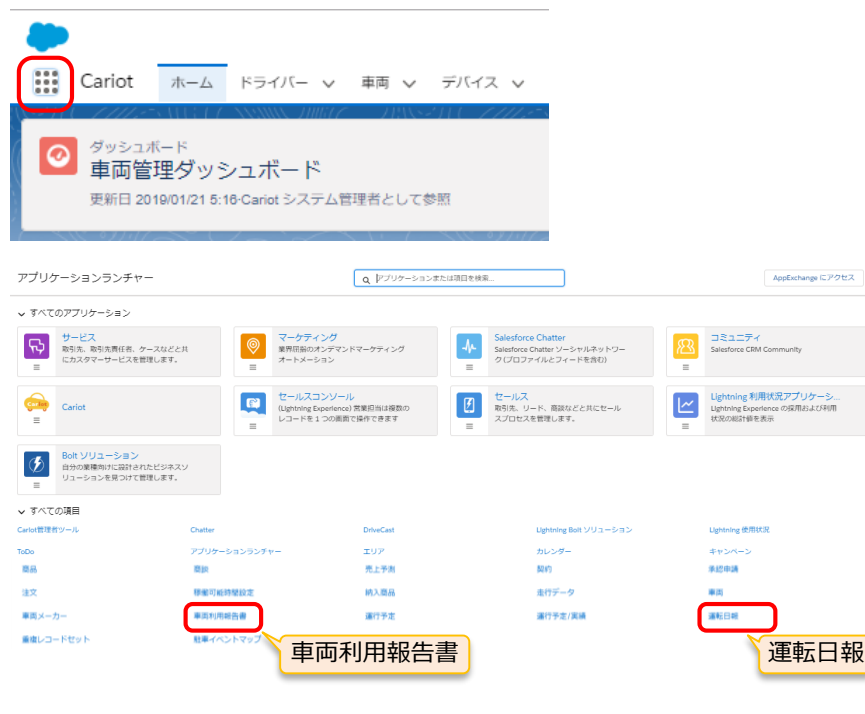 Cariot ホーム ドライバー 車両 デバイス
ダッシュボード
車両管理ダッシュボード
更新日 2019/01/21 5:16·Cariot システム管理者として参照
アプリケーションランチャー
アプリケーションまたは項目を検索...
AppExchange にアクセス
すべてのアプリケーション
サービス
取引先、取引先責任者、ケースなどと共
にカスタマーサービスを管理します。
マーケティング
業界屈指のオンデマンドマーケティング
オートメーション
Salesforce Chatter
Salesforce Chatter ソーシャルネットワー
ク(プロファイルとフィードを含む)
コミュニティ
Salesforce CRM Community
Cariot
セールスコンソール
(Lightning Experience) 営業担当は複数の
レコードを 1 つの画面で操作できます
セールス
取引先、リード、商談などと共にセール
スプロセスを管理します。
Lightning 利用状況アプリケーシ...
Lightning Experience の採用および利用
状況の総計値を表示
Bolt ソリューション
自分の業種向けに設計されたビジネスソ
リューションを見つけて管理します。
すべての項目
Cariot管理者ツール Chatter DriveCast Lightning Bolt ソリューション Lightning 使用状況
ToDo アプリケーションランチャー エリア カレンダー キャンペーン
商品 商談 売上予測 契約 承認申請
注文 稼働可能時間設定 納入商品 走行データ 車両
車両メーカー 車両利用報告書 運行予定 運行予定/実績 運転日報
重複レコードセット 駐車イベントマップ
車両利用報告書
運転日報